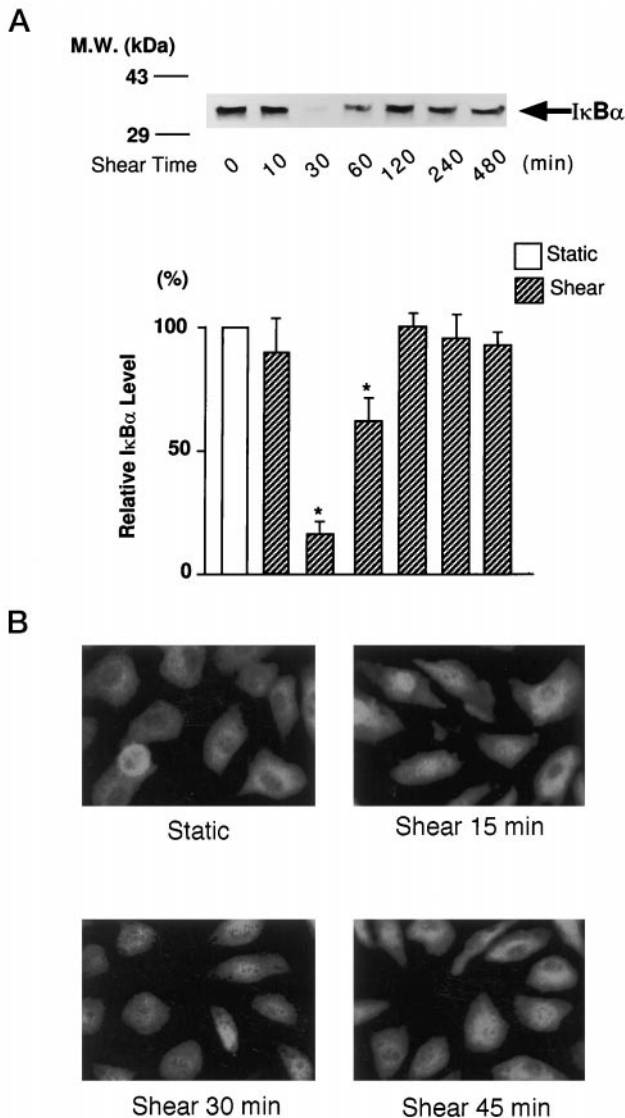 A
M.W. (kDa)
43
IκBα
29
Shear Time 0 10 30 60 120 240 480 (min)
Static
Shear
(%)
100
50
0
Relative IκBα Level
*
*
B
Static
Shear 15 min
Shear 30 min
Shear 45 min